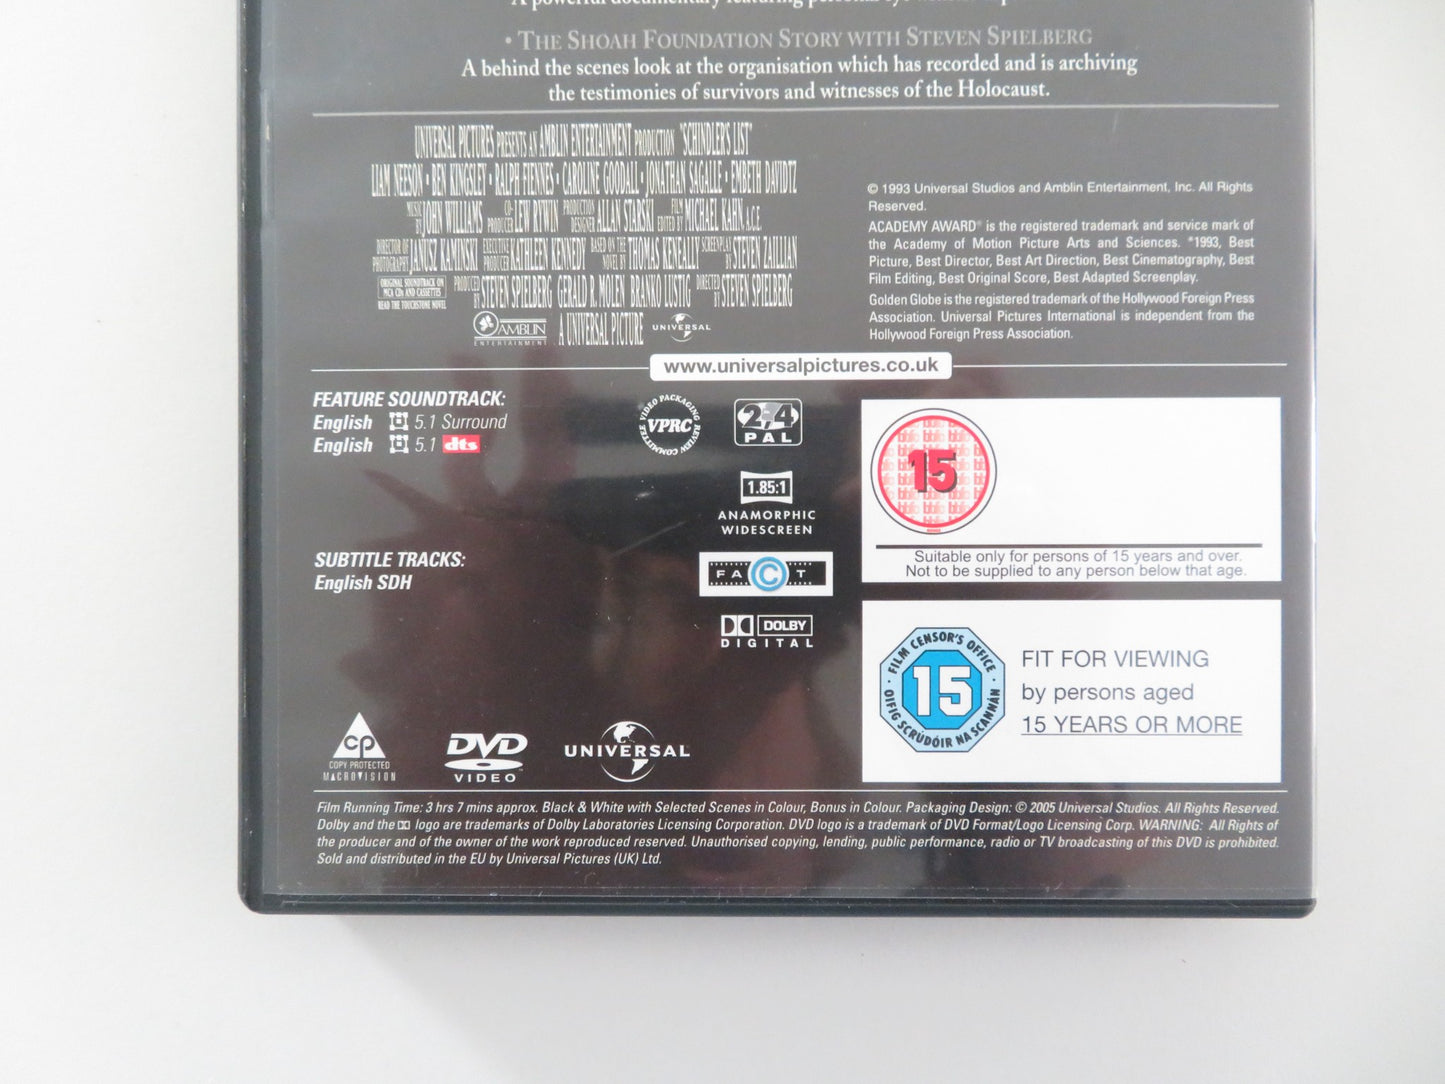 A powerful documentary featuring personal
• THE SHOAH FOUNDATION STORY WITH STEVEN SPIELBERG
A behind the scenes look at the organisation which has recorded and is archiving
the testimonies of survivors and witnesses of the Holocaust.
UNIVERSAL PICTURES PRESENTS AN AMBLIN ENTERTAINMENT PRODUCTION "SCHINDLER'S LIST"
LIAM NEESON • BEN KINGSLEY • RALPH FIENNES • CAROLINE GOODALL • JONATHAN SAGALLE • EMBETH DAVIDTZ
MUSIC BY JOHN WILLIAMS CO-PRODUCER LEW RYWIN PRODUCTION DESIGNER ALLAN STARSKI FILM EDITED BY MICHAEL KAHN, A.C.E.
DIRECTOR OF PHOTOGRAPHY JANUSZ KAMINSKI EXECUTIVE PRODUCER KATHLEEN KENNEDY BASED ON THE NOVEL BY THOMAS KENEALLY SCREENPLAY BY STEVEN ZAILLIAN
ORIGINAL SOUNDTRACK ON
MCA CDs AND CASSETTES
READ THE TOUCHSTONE NOVEL
PRODUCED BY STEVEN SPIELBERG GERALD R. MOLEN BRANKO LUSTIG DIRECTED BY STEVEN SPIELBERG
AMBLIN
ENTERTAINMENT
A UNIVERSAL PICTURE
UNIVERSAL
© 1993 Universal Studios and Amblin Entertainment, Inc. All Rights
Reserved.
ACADEMY AWARD® is the registered trademark and service mark of
the Academy of Motion Picture Arts and Sciences. *1993, Best
Picture, Best Director, Best Art Direction, Best Cinematography, Best
Film Editing, Best Original Score, Best Adapted Screenplay.
Golden Globe is the registered trademark of the Hollywood Foreign Press
Association. Universal Pictures International is independent from the
Hollywood Foreign Press Association.
www.universalpictures.co.uk
FEATURE SOUNDTRACK:
English 5.1 Surround
English 5.1 dts
SUBTITLE TRACKS:
English SDH
VIDEO PACKAGING REVIEW COMMITTEE
VPRC
2,4
PAL
1.85:1
ANAMORPHIC
WIDESCREEN
FACT
DOLBY
DIGITAL
15
Suitable only for persons of 15 years and over.
Not to be supplied to any person below that age.
FILM CENSOR'S OFFICE
15
OIFIG SCRÚDÓIR NA SCANNÁN
FIT FOR VIEWING
by persons aged
15 YEARS OR MORE
CP
COPY PROTECTED
MACROVISION
DVD
VIDEO
UNIVERSAL
Film Running Time: 3 hrs 7 mins approx. Black & White with Selected Scenes in Colour, Bonus in Colour. Packaging Design: © 2005 Universal Studios. All Rights Reserved.
Dolby and the logo are trademarks of Dolby Laboratories Licensing Corporation. DVD logo is a trademark of DVD Format/Logo Licensing Corp. WARNING: All Rights of
the producer and of the owner of the work reproduced reserved. Unauthorised copying, lending, public performance, radio or TV broadcasting of this DVD is prohibited.
Sold and distributed in the EU by Universal Pictures (UK) Ltd.